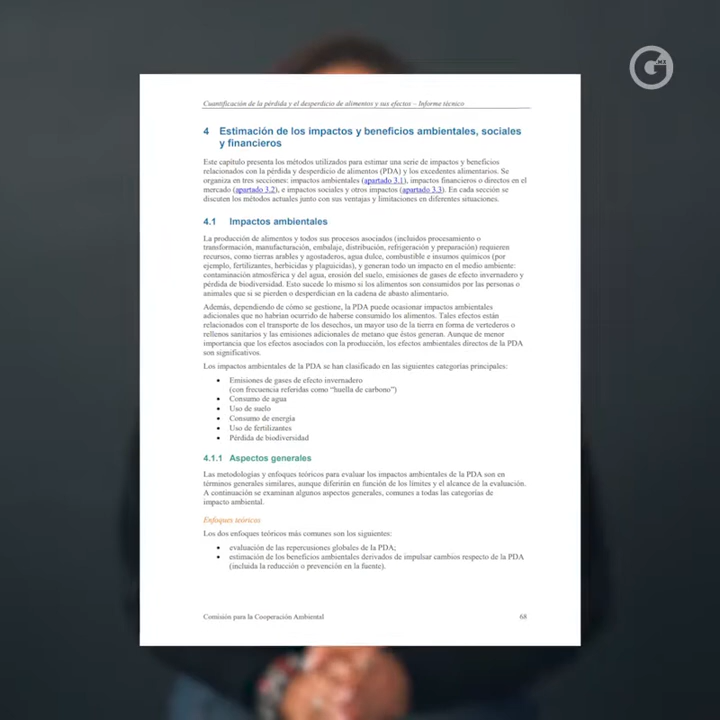 G.MX
Cuantificación de la pérdida y el desperdicio de alimentos y sus efectos – Informe técnico
4 Estimación de los impactos y beneficios ambientales, sociales
y financieros
Este capítulo presenta los métodos utilizados para estimar una serie de impactos y beneficios
relacionados con la pérdida y desperdicio de alimentos (PDA) y los excedentes alimentarios. Se
organiza en tres secciones: impactos ambientales (apartado 3.1), impactos financieros o directos en el
mercado (apartado 3.2), e impactos sociales y otros impactos (apartado 3.3). En cada sección se
discuten los métodos actuales junto con sus ventajas y limitaciones en diferentes situaciones.
4.1 Impactos ambientales
La producción de alimentos y todos sus procesos asociados (incluidos procesamiento o
transformación, manufacturación, embalaje, distribución, refrigeración y preparación) requieren
recursos, como tierras arables y agostaderos, agua dulce, combustible e insumos químicos (por
ejemplo, fertilizantes, herbicidas y plaguicidas), y generan todo un impacto en el medio ambiente:
contaminación atmosférica y del agua, erosión del suelo, emisiones de gases de efecto invernadero y
pérdida de biodiversidad. Esto sucede lo mismo si los alimentos son consumidos por las personas o
animales que si se pierden o desperdician en la cadena de abasto alimentario.
Además, dependiendo de cómo se gestione, la PDA puede ocasionar impactos ambientales
adicionales que no habrían ocurrido de haberse consumido los alimentos. Tales efectos están
relacionados con el transporte de los desechos, un mayor uso de la tierra en forma de vertederos o
rellenos sanitarios y las emisiones adicionales de metano que éstos generan. Aunque de menor
importancia que los efectos asociados con la producción, los efectos ambientales directos de la PDA
son significativos.
Los impactos ambientales de la PDA se han clasificado en las siguientes categorías principales:
• Emisiones de gases de efecto invernadero
(con frecuencia referidas como “huella de carbono”)
• Consumo de agua
• Uso de suelo
• Consumo de energía
• Uso de fertilizantes
• Pérdida de biodiversidad
4.1.1 Aspectos generales
Las metodologías y enfoques teóricos para evaluar los impactos ambientales de la PDA son en
términos generales similares, aunque diferirán en función de los límites y el alcance de la evaluación.
A continuación se examinan algunos aspectos generales, comunes a todas las categorías de
impacto ambiental.
Enfoques teóricos
Los dos enfoques teóricos más comunes son los siguientes:
• evaluación de las repercusiones globales de la PDA;
• estimación de los beneficios ambientales derivados de impulsar cambios respecto de la PDA
(incluida la reducción o prevención en la fuente).
Comisión para la Cooperación Ambiental 68